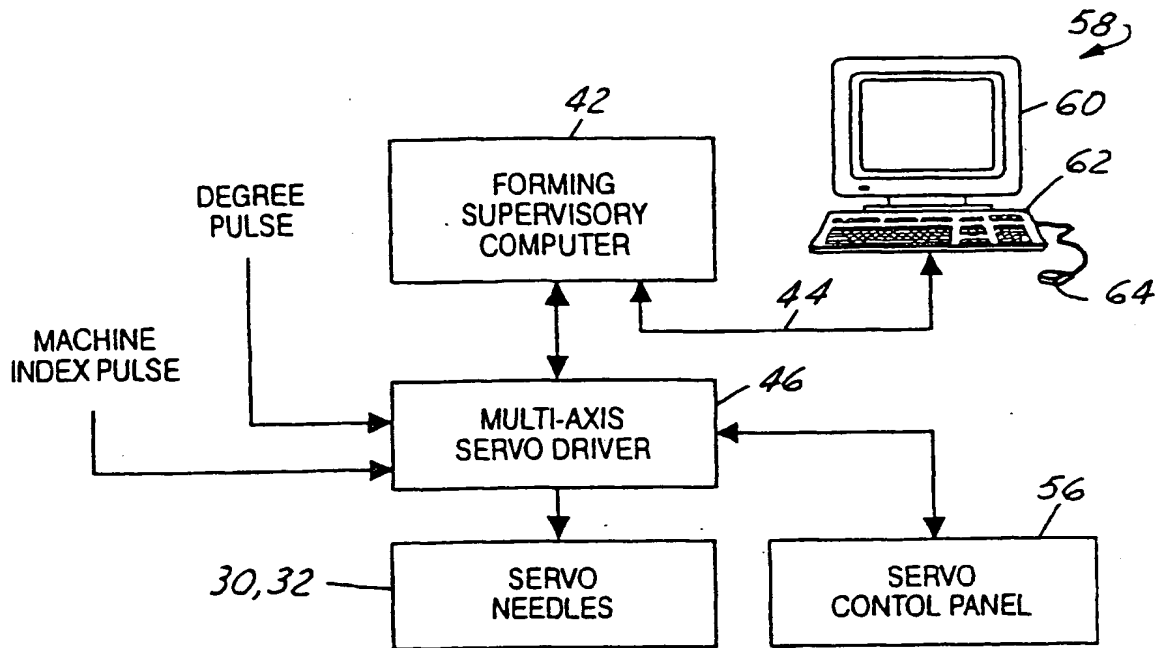 58
60
42
FORMING
SUPERVISORY
COMPUTER
62
DEGREE
PULSE
44
64
MACHINE
INDEX PULSE
46
MULTI-AXIS
SERVO DRIVER
56
30,32
SERVO
NEEDLES
SERVO
CONTOL PANEL